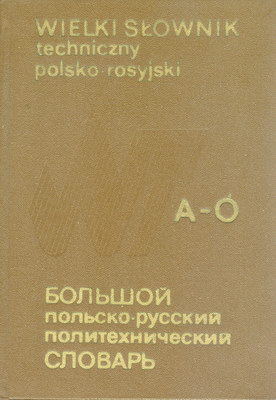 WIELKI SŁOWNIK
techniczny
polsko-rosyjski
A-Ó
БОЛЬШОЙ
польско-русский
политехнический
СЛОВАРЬ